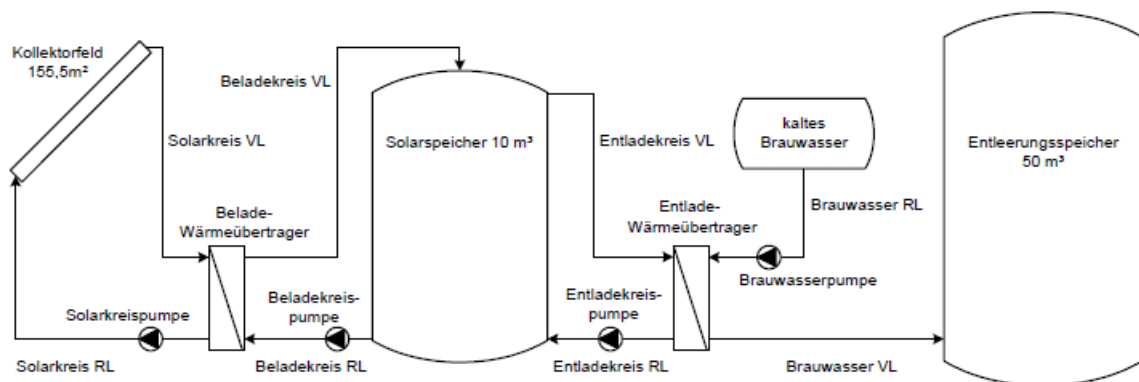 Kollektorfeld
155,5m²
Beladekreis VL
Solarkreis VL
Solarspeicher 10 m³
Entladekreis VL
kaltes
Brauwasser
Entleerungsspeicher
50 m³
Belade-
Wärmeübertrager
Entlade-
Wärmeübertrager
Brauwasser RL
Brauwasserpumpe
Solarkreispumpe
Beladekreis-
pumpe
Entladekreis-
pumpe
Solarkreis RL
Beladekreis RL
Entladekreis RL
Brauwasser VL